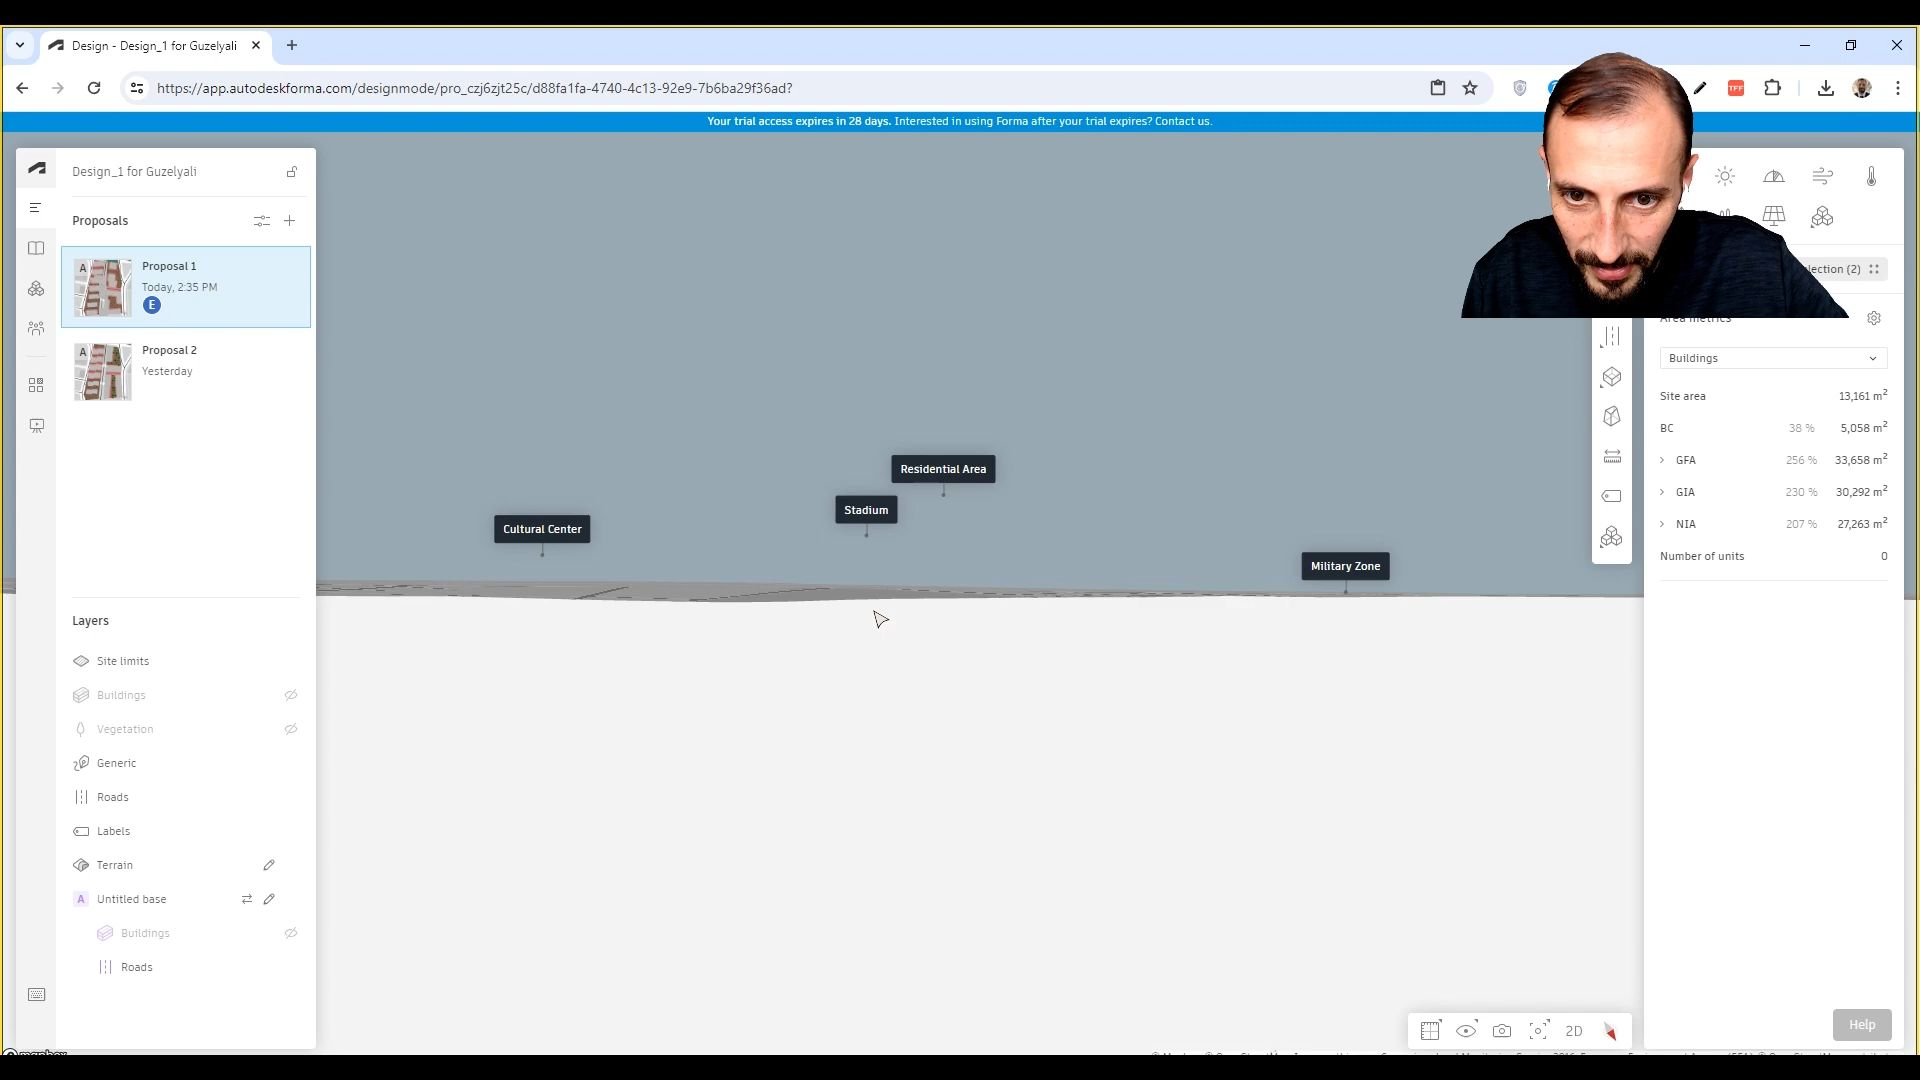 Design - Design_1 for Guzelyali
https://app.autodeskforma.com/designmode/pro_czj6zjt25c/d88fa1fa-4740-4c13-92e9-7b6ba29f36ad?
TFF
Your trial access expires in 28 days. Interested in using Forma after your trial expires? Contact us.
Design_1 for Guzelyali
Proposals
A
Proposal 1
Today, 2:35 PM
E
A
Proposal 2
Yesterday
Layers
Site limits
Buildings
Vegetation
Generic
Roads
Labels
Terrain
A Untitled base
Buildings
Roads
Residential Area
Stadium
Cultural Center
Military Zone
(2)
Area metrics
Buildings
Site area 13,161 m²
BC 38 % 5,058 m²
GFA 256 % 33,658 m²
GIA 230 % 30,292 m²
NIA 207 % 27,263 m²
Number of units 0
2D
Help